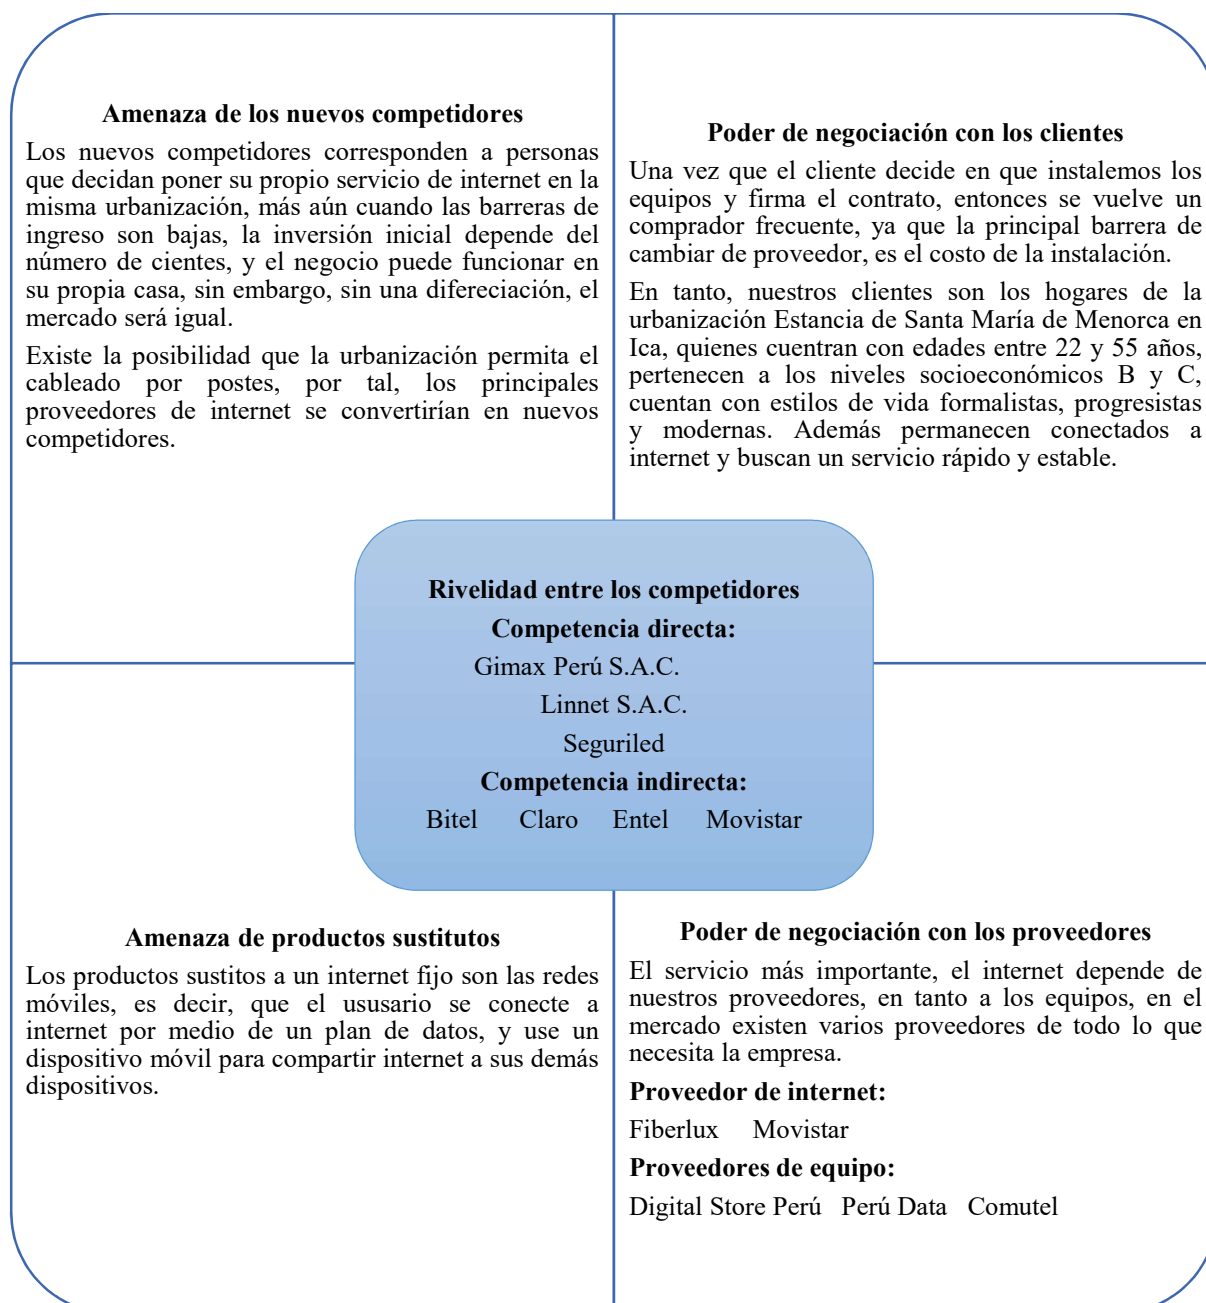 Amenaza de los nuevos competidores
Los nuevos competidores corresponden a personas
que decidan poner su propio servicio de internet en la
misma urbanización, más aún cuando las barreras de
ingreso son bajas, la inversión inicial depende del
número de cientes, y el negocio puede funcionar en
su propia casa, sin embargo, sin una difereciación, el
mercado será igual.
Existe la posibilidad que la urbanización permita el
cableado por postes, por tal, los principales
proveedores de internet se convertirían en nuevos
competidores.
Poder de negociación con los clientes
Una vez que el cliente decide en que instalemos los
equipos y firma el contrato, entonces se vuelve un
comprador frecuente, ya que la principal barrera de
cambiar de proveedor, es el costo de la instalación.
En tanto, nuestros clientes son los hogares de la
urbanización Estancia de Santa María de Menorca en
Ica, quienes cuentran con edades entre 22 y 55 años,
pertenecen a los niveles socioeconómicos B y C,
cuentan con estilos de vida formalistas, progresistas
y modernas. Además permanecen conectados a
internet y buscan un servicio rápido y estable.
Rivelidad entre los competidores
Competencia directa:
Gimax Perú S.A.C.
Linnet S.A.C.
Seguriled
Competencia indirecta:
Bitel Claro Entel Movistar
Amenaza de productos sustitutos
Los productos sustitos a un internet fijo son las redes
móviles, es decir, que el ususario se conecte a
internet por medio de un plan de datos, y use un
dispositivo móvil para compartir internet a sus demás
dispositivos.
Poder de negociación con los proveedores
El servicio más importante, el internet depende de
nuestros proveedores, en tanto a los equipos, en el
mercado existen varios proveedores de todo lo que
necesita la empresa.
Proveedor de internet:
Fiberlux Movistar
Proveedores de equipo:
Digital Store Perú Perú Data Comutel